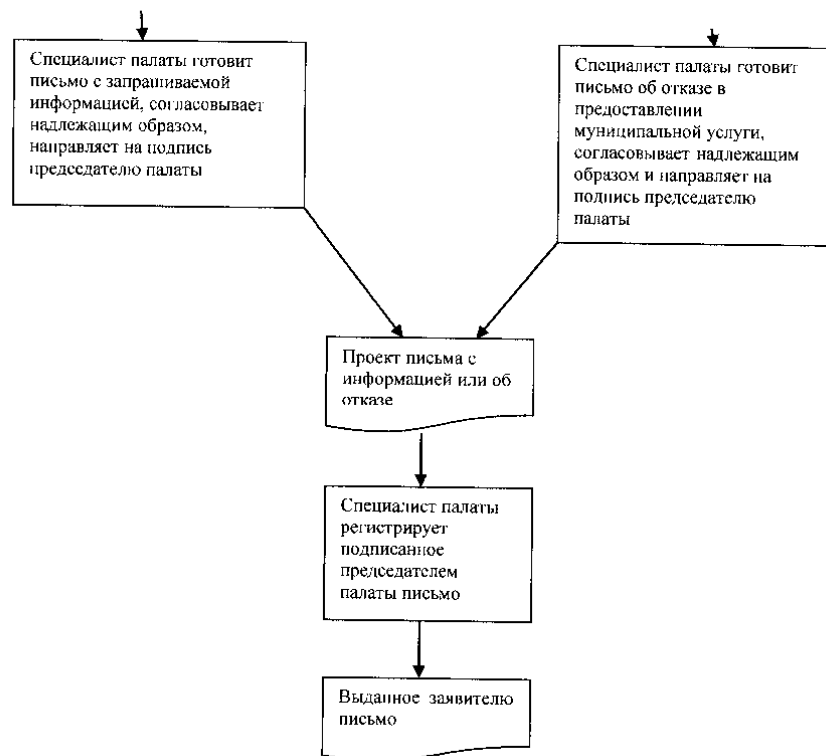 Специалист палаты готовит
письмо с запрашиваемой
информацией, согласовывает
надлежащим образом,
направляет на подпись
председателю палаты
Специалист палаты готовит
письмо об отказе в
предоставлении
муниципальной услуги,
согласовывает надлежащим
образом и направляет на
подпись председателю
палаты
Проект письма с
информацией или об
отказе
Специалист палаты
регистрирует
подписанное
председателем
палаты письмо
Выданное заявителю
письмо